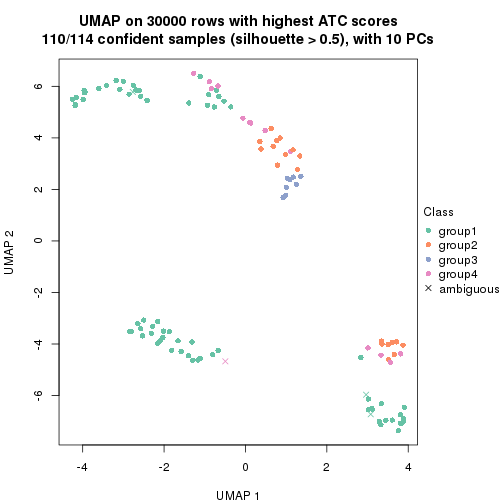 UMAP on 30000 rows with highest ATC scores
110/114 confident samples (silhouette > 0.5), with 10 PCs
6
4
2
0
-2
-4
-6
UMAP 2
-4
-2
0
2
4
UMAP 1
Class
group1
group2
group3
group4
ambiguous